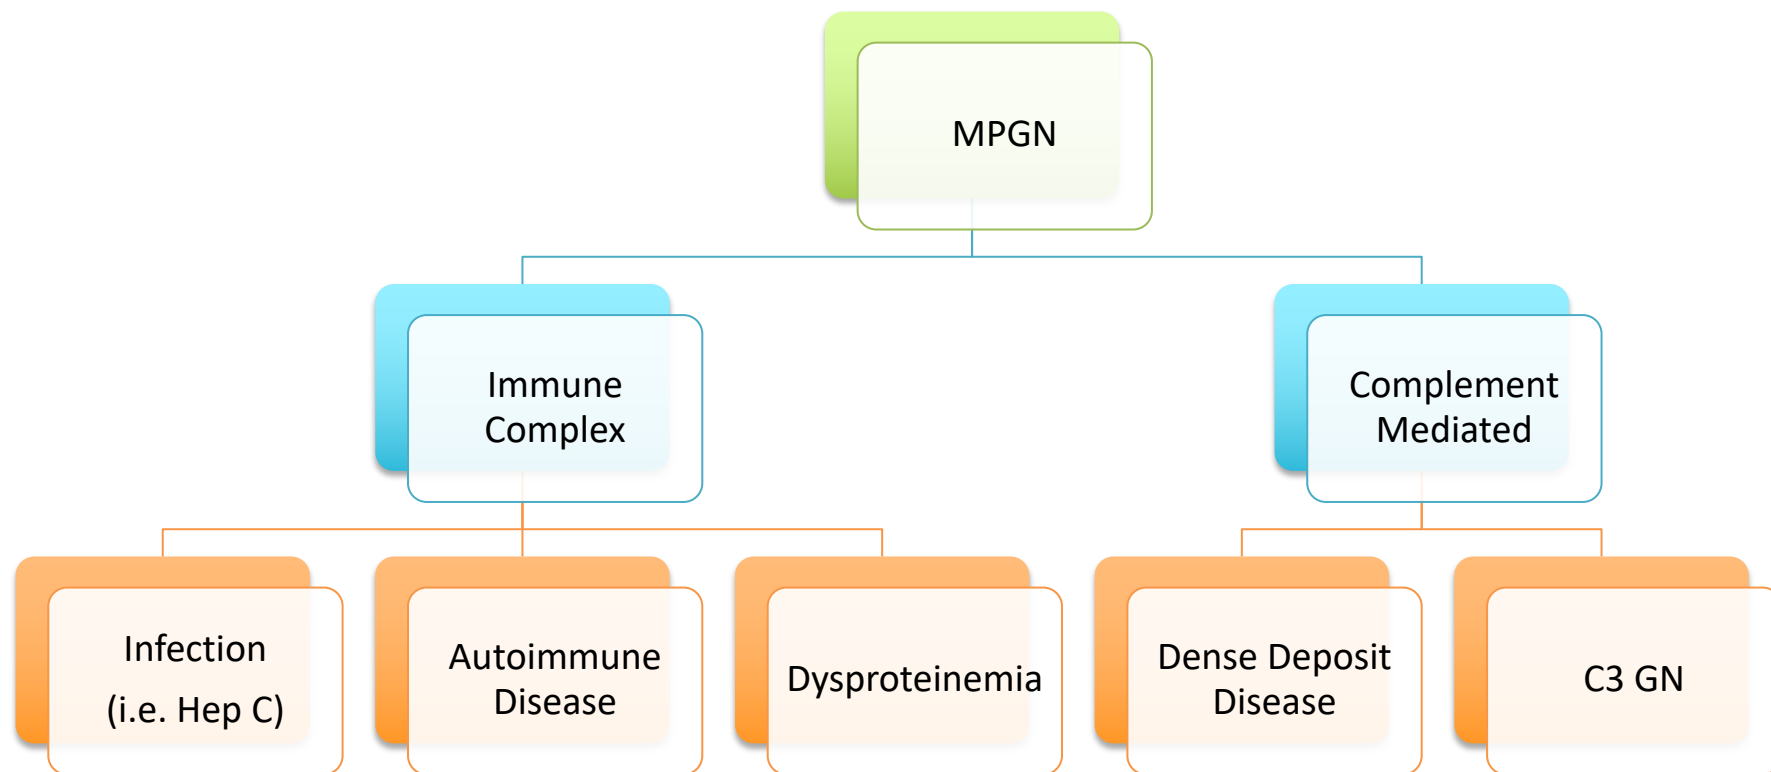 MPGN
Immune
Complex
Complement
Mediated
Infection
(i.e. Hep C)
Autoimmune
Disease
Dysproteinemia
Dense Deposit
Disease
C3 GN